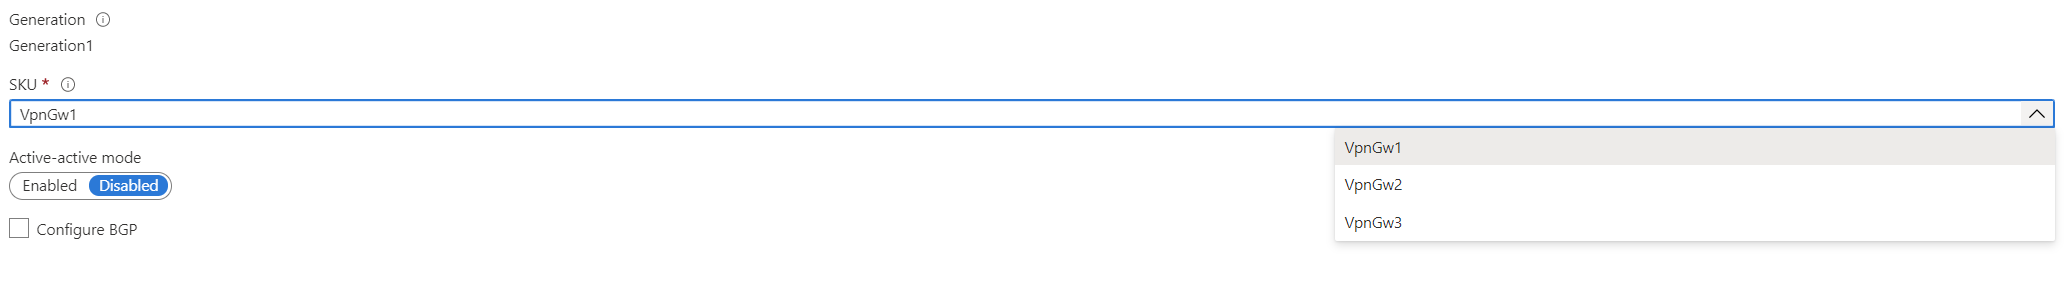 Generation
Generation1
SKU *
VpnGw1
VpnGw1
VpnGw2
VpnGw3
Active-active mode
Enabled Disabled
Configure BGP